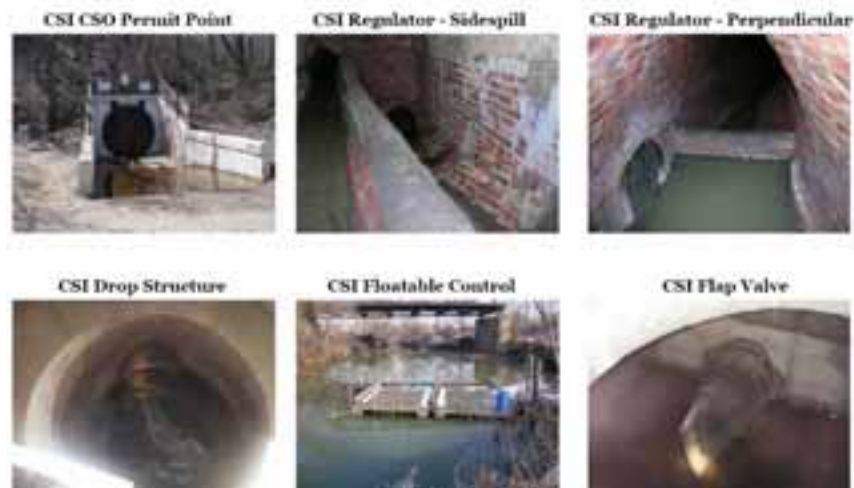 CSI CSO Permit Point
CSI Regulator - Sidespill
CSI Regulator - Perpendicular
CSI Drop Structure
CSI Floatable Control
CSI Flap Valve